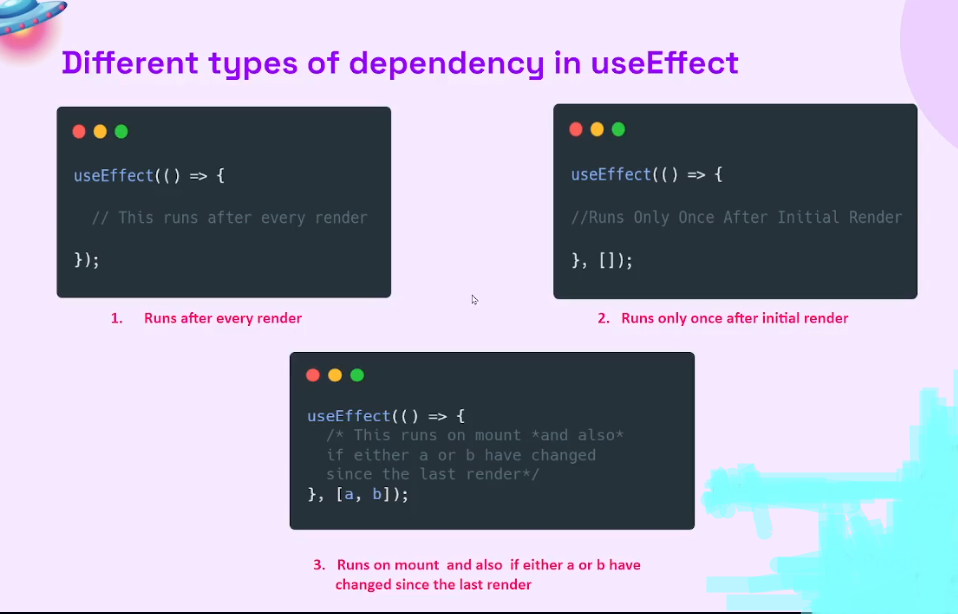 Different types of dependency in useEffect
useEffect(() => {
// This runs after every render
});
1. Runs after every render
useEffect(() => {
//Runs Only Once After Initial Render
}, []);
2. Runs only once after initial render
useEffect(() => {
/* This runs on mount *and also*
if either a or b have changed
since the last render*/
}, [a, b]);
3. Runs on mount and also if either a or b have
changed since the last render